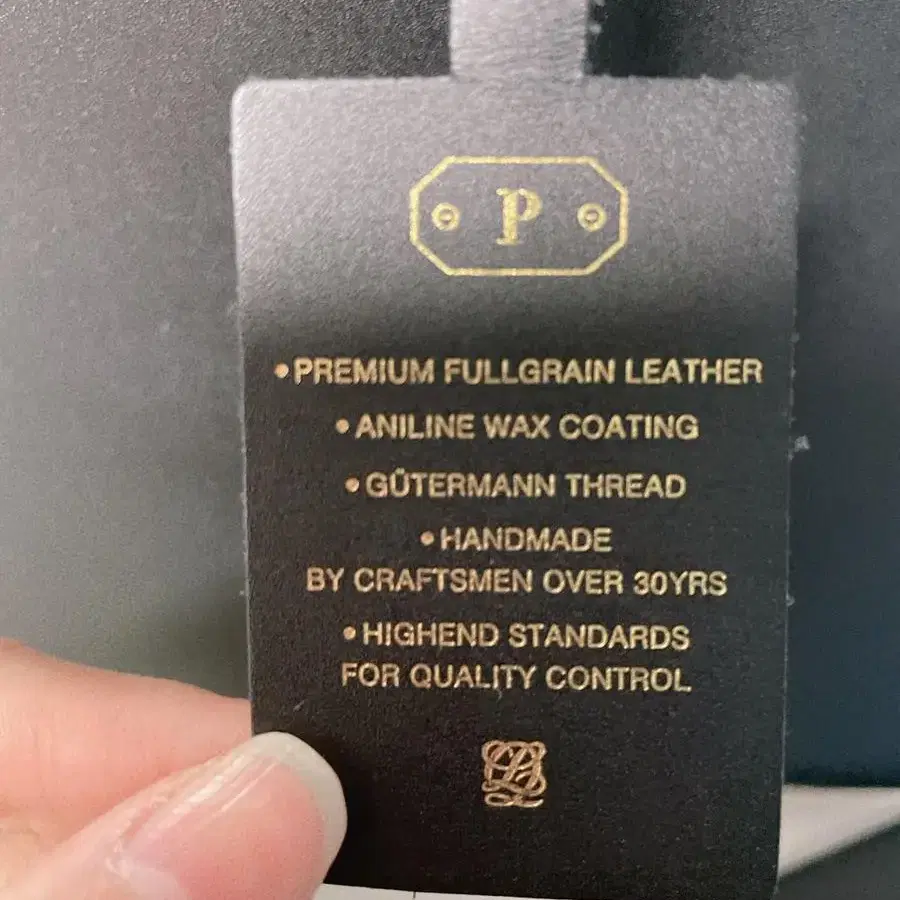 P
•PREMIUM FULLGRAIN LEATHER
•ANILINE WAX COATING
•GÜTERMANN THREAD
•HANDMADE
BY CRAFTSMEN OVER 30YRS
•HIGHEND STANDARDS
FOR QUALITY CONTROL